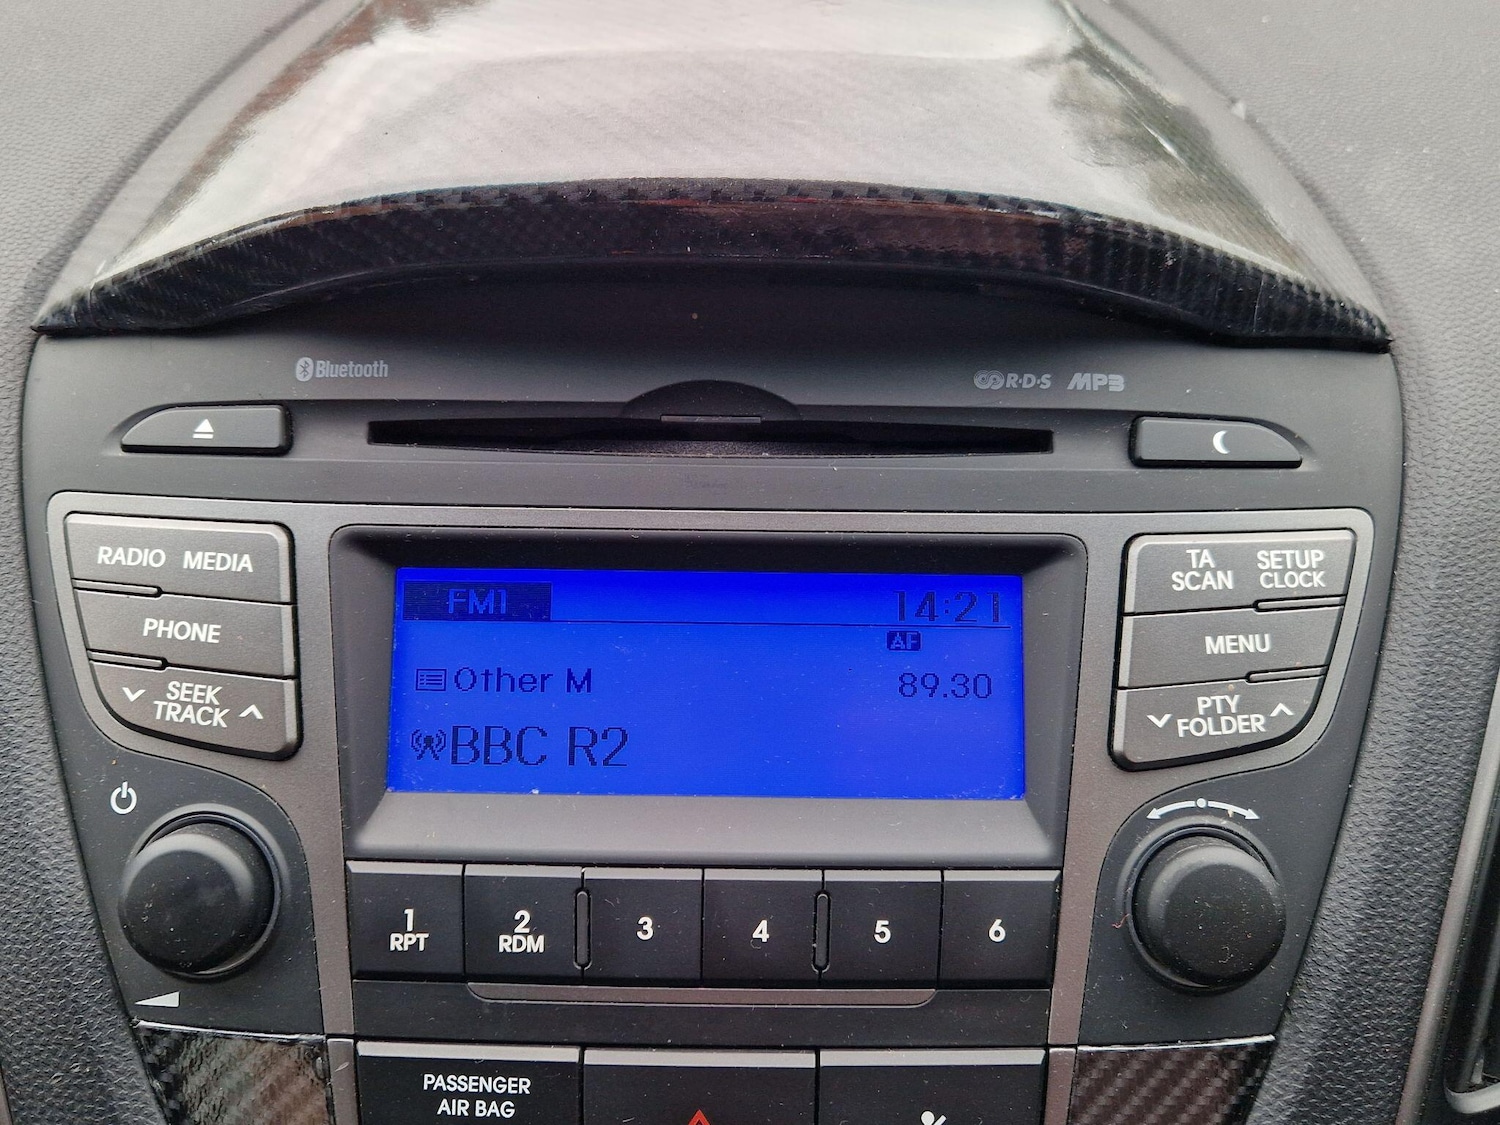 Bluetooth
R·D·S MP3
RADIO MEDIA
PHONE
SEEK
TRACK
TA
SCAN
SETUP
CLOCK
MENU
PTY
FOLDER
FM1
14:21
AF
Other M
89.30
BBC R2
1
RPT
2
RDM
3
4
5
6
PASSENGER
AIR BAG